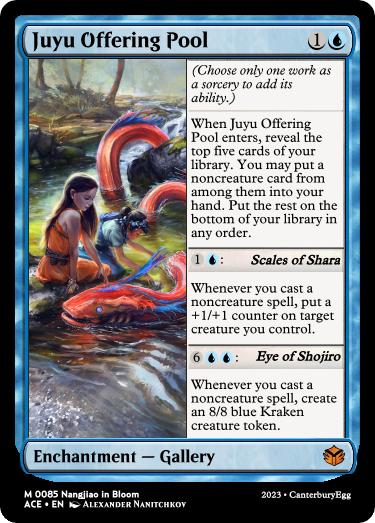 Juyu Offering Pool 1
(Choose only one work as
a sorcery to add its
ability.)
When Juyu Offering
Pool enters, reveal the
top five cards of your
library. You may put a
noncreature card from
among them into your
hand. Put the rest on the
bottom of your library in
any order.
1 : Scales of Shara
Whenever you cast a
noncreature spell, put a
+1/+1 counter on target
creature you control.
6 : Eye of Shojiro
Whenever you cast a
noncreature spell, create
an 8/8 blue Kraken
creature token.
Enchantment — Gallery
M 0085 Nangjiao in Bloom
ACE • EN Alexander Nanitchkov
2023 • CanterburyEgg